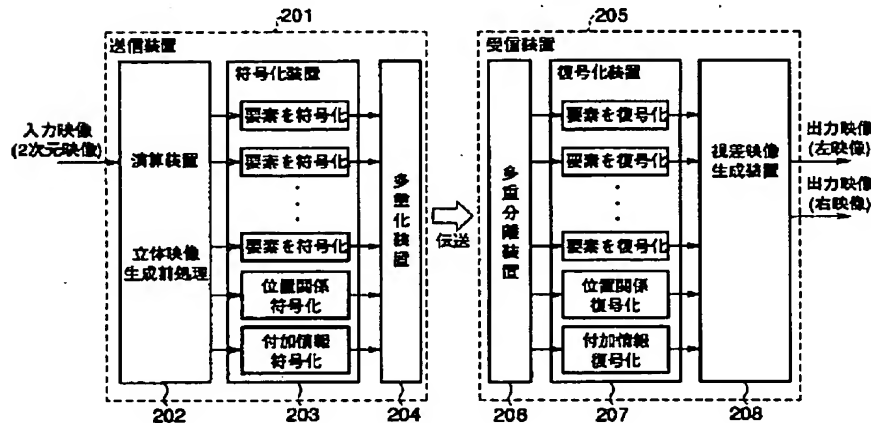 201
205
送信装置
受信装置
符号化装置
復号化装置
入力映像
(2次元映像)
演算装置
立体映像
生成前処理
要素を符号化
要素を符号化
要素を符号化
位置関係
符号化
付加情報
符号化
多重化装置
伝送
多重分離装置
要素を復号化
要素を復号化
要素を復号化
位置関係
復号化
付加情報
復号化
視差映像
生成装置
出力映像
(左映像)
出力映像
(右映像)
202
203
204
206
207
208